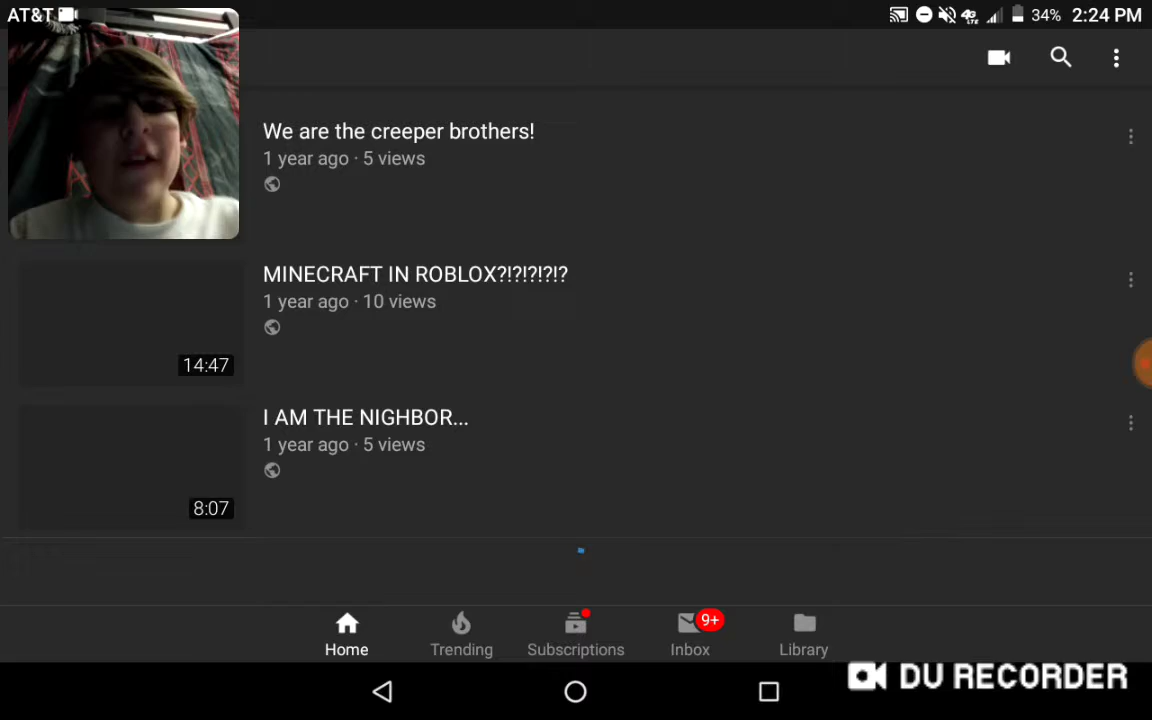 AT&T 34% 2:24 PM
We are the creeper brothers!
1 year ago · 5 views
MINECRAFT IN ROBLOX?!?!?!?!?
1 year ago · 10 views
14:47
I AM THE NIGHBOR...
1 year ago · 5 views
8:07
Home Trending Subscriptions Inbox 9+ Library
DU RECORDER